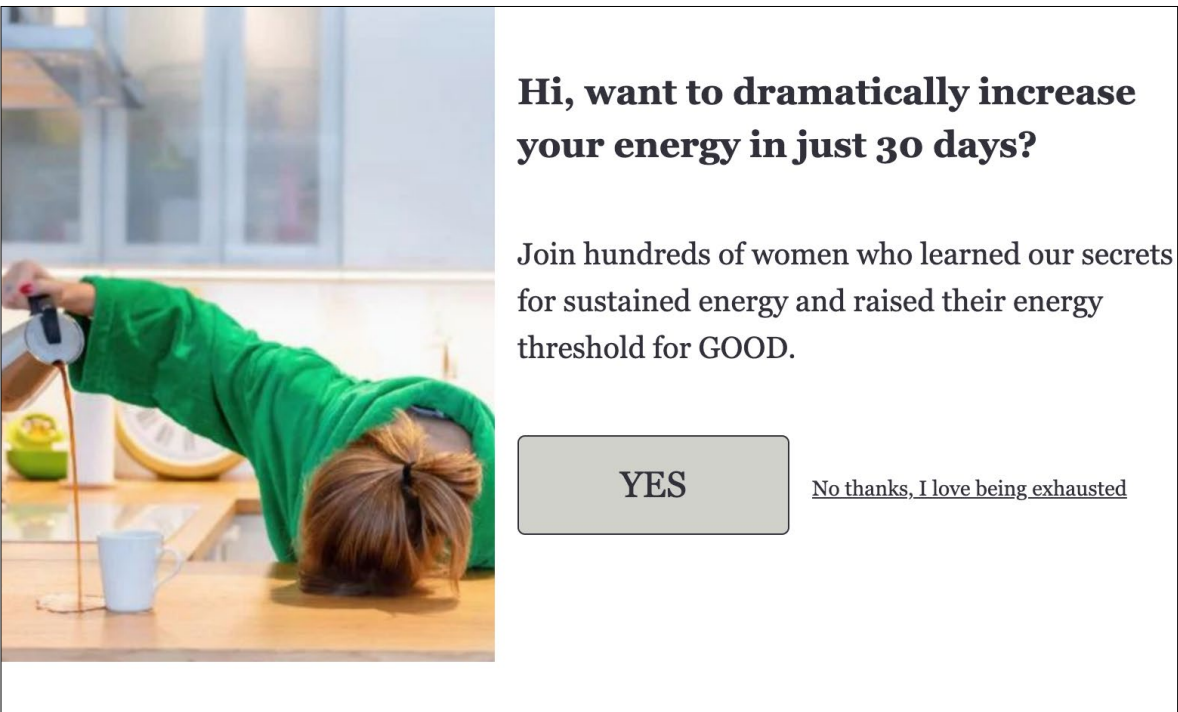 Hi, want to dramatically increase
your energy in just 30 days?
Join hundreds of women who learned our secrets
for sustained energy and raised their energy
threshold for GOOD.
YES
No thanks, I love being exhausted